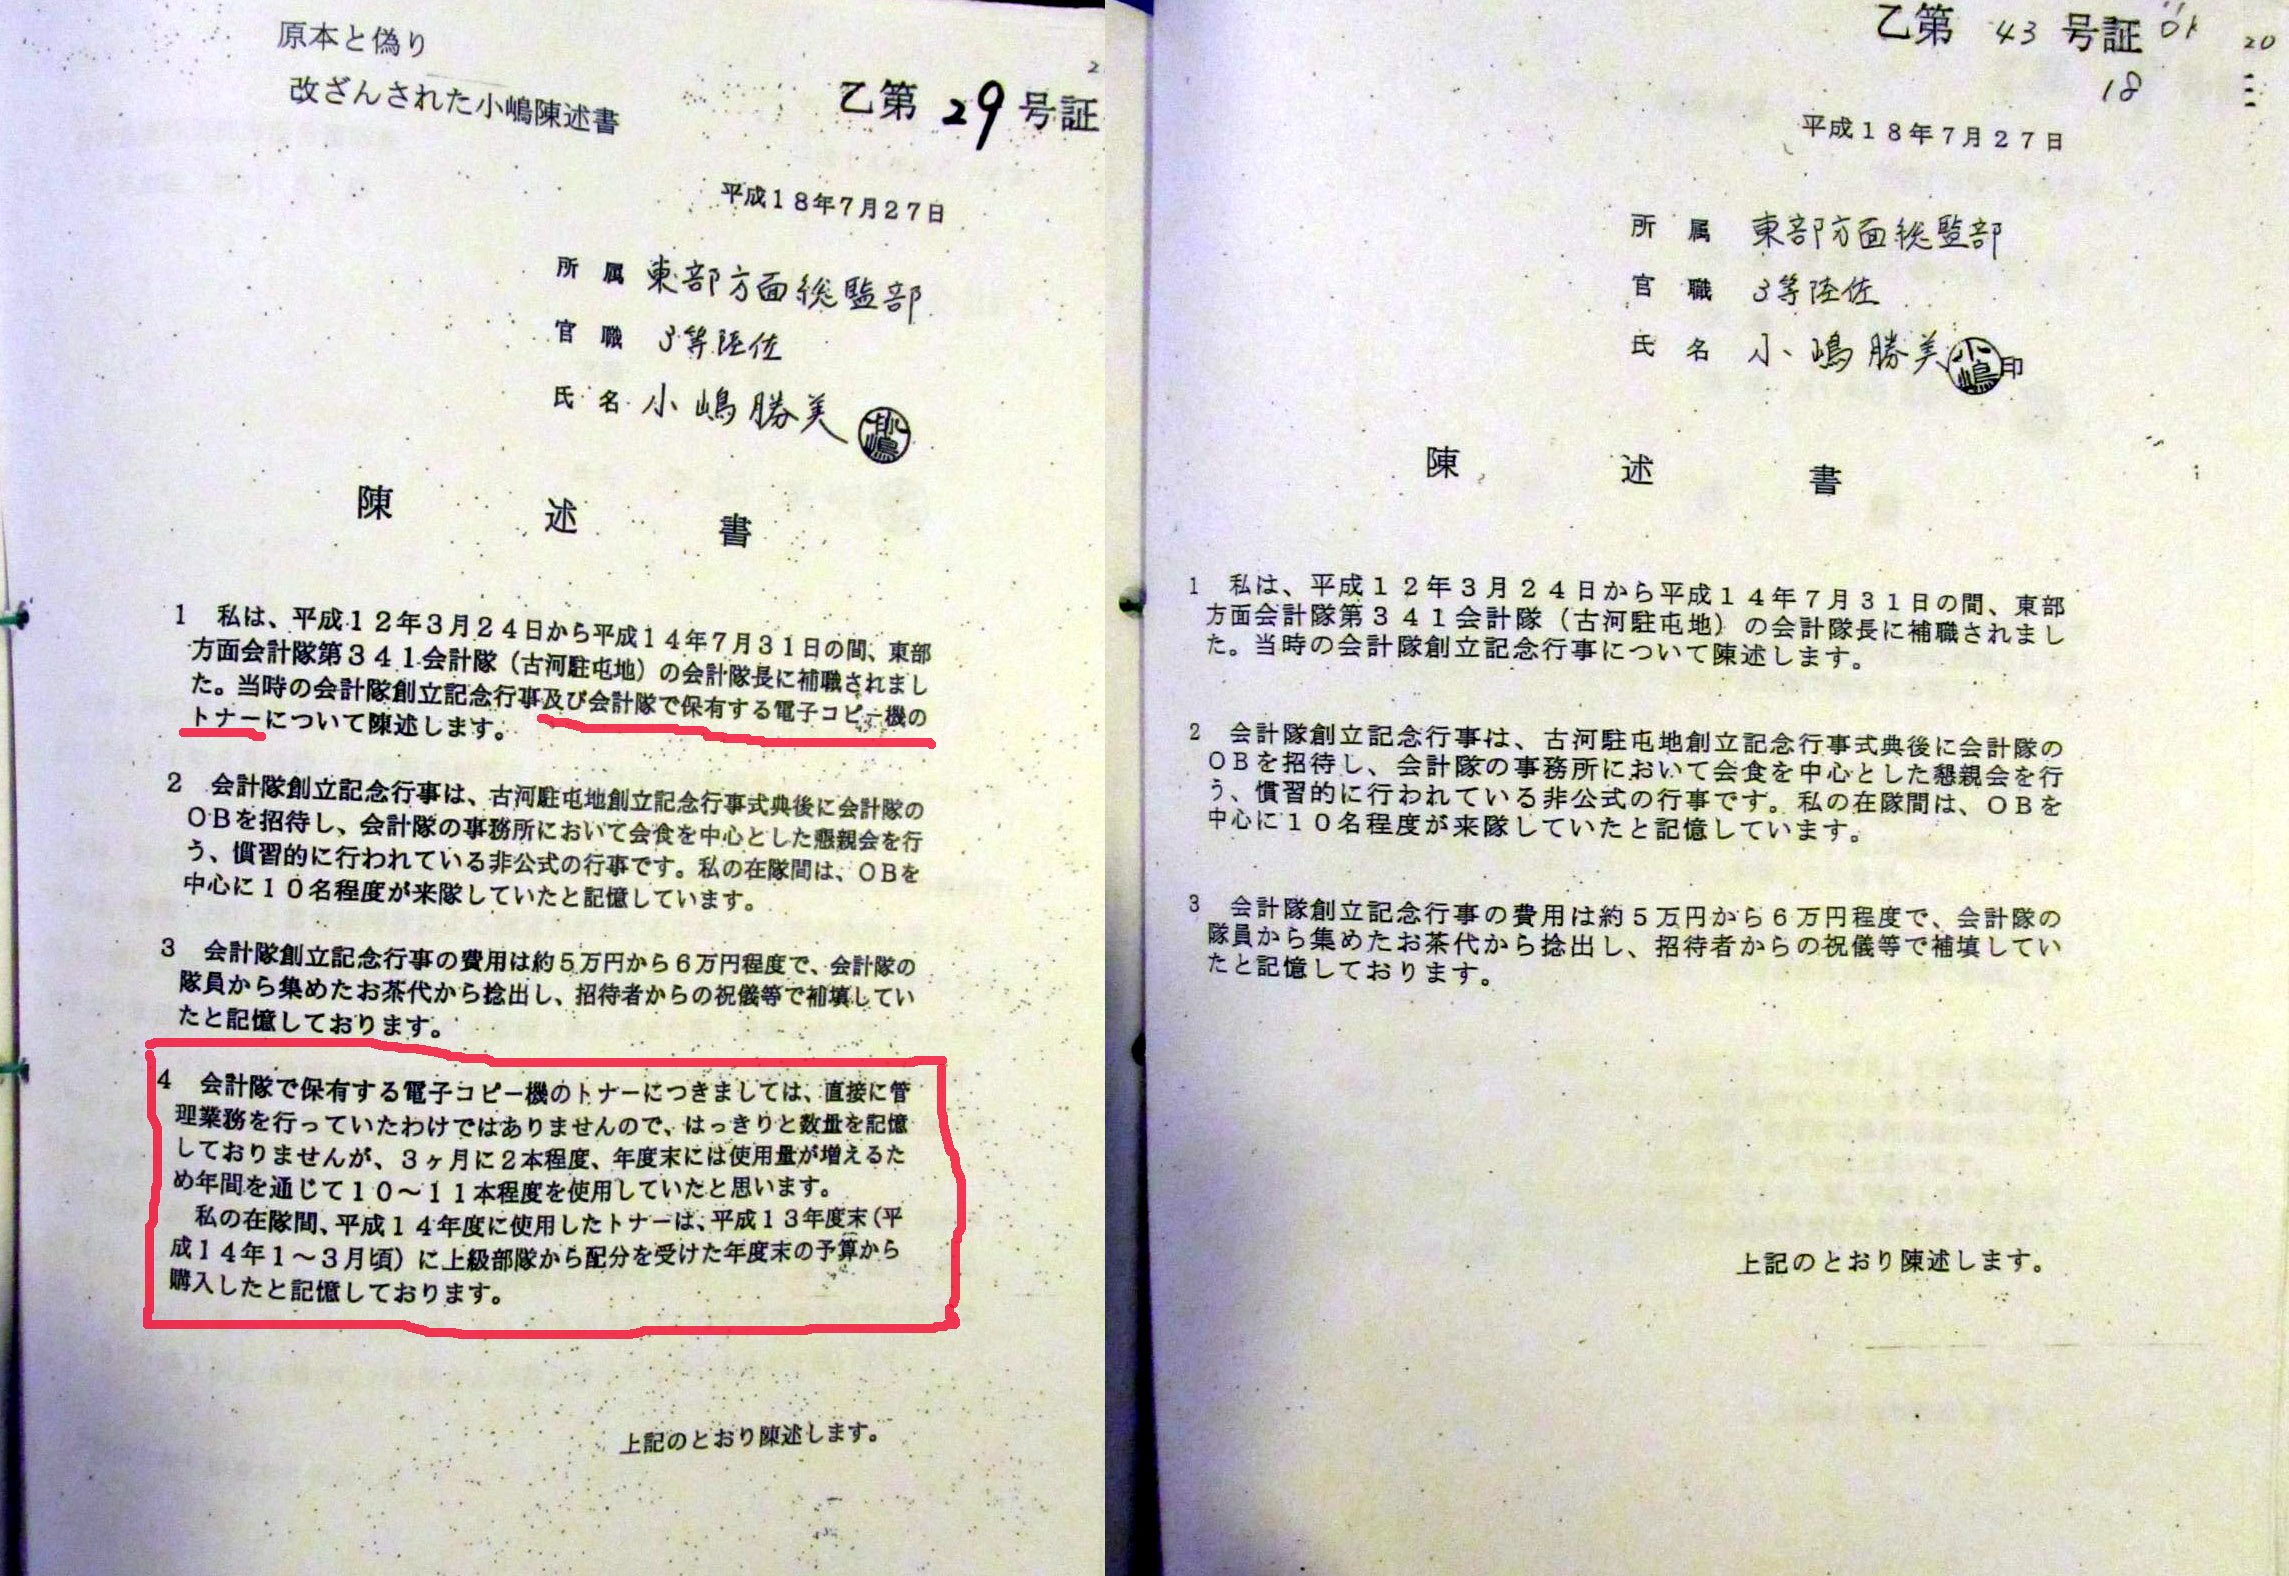 原本と偽り
改ざんされた小嶋陳述書
乙第 29 号証
平成18年7月27日
所 属 東部方面総監部
官 職 3等陸佐
氏 名 小嶋勝美
小嶋
陳 述 書
1 私は、平成12年3月24日から平成14年7月31日の間、東部
方面会計隊第341会計隊（古河駐屯地）の会計隊長に補職されまし
た。当時の会計隊創立記念行事及び会計隊で保有する電子コピー機の
トナーについて陳述します。
2 会計隊創立記念行事は、古河駐屯地創立記念行事式典後に会計隊の
OBを招待し、会計隊の事務所において会食を中心とした懇親会を行
う、慣習的に行われている非公式の行事です。私の在隊間は、OBを
中心に10名程度が来隊していたと記憶しています。
3 会計隊創立記念行事の費用は約5万円から6万円程度で、会計隊の
隊員から集めたお茶代から捻出し、招待者からの祝儀等で補填してい
たと記憶しております。
4 会計隊で保有する電子コピー機のトナーにつきましては、直接に管
理業務を行っていたわけではありませんので、はっきりと数量を記憶
しておりませんが、3ヶ月に2本程度、年度末には使用量が増えるた
め年間を通じて10～11本程度を使用していたと思います。
私の在隊間、平成14年度に使用したトナーは、平成13年度末（平
成14年1～3月頃）に上級部隊から配分を受けた年度末の予算から
購入したと記憶しております。
上記のとおり陳述します。
乙第 43 号証
20
18
平成18年7月27日
所 属 東部方面総監部
官 職 3等陸佐
氏 名 小嶋勝美 印
小嶋
陳 述 書
1 私は、平成12年3月24日から平成14年7月31日の間、東部
方面会計隊第341会計隊（古河駐屯地）の会計隊長に補職されまし
た。当時の会計隊創立記念行事について陳述します。
2 会計隊創立記念行事は、古河駐屯地創立記念行事式典後に会計隊の
OBを招待し、会計隊の事務所において会食を中心とした懇親会を行
う、慣習的に行われている非公式の行事です。私の在隊間は、OBを
中心に10名程度が来隊していたと記憶しています。
3 会計隊創立記念行事の費用は約5万円から6万円程度で、会計隊の
隊員から集めたお茶代から捻出し、招待者からの祝儀等で補填してい
たと記憶しております。
上記のとおり陳述します。